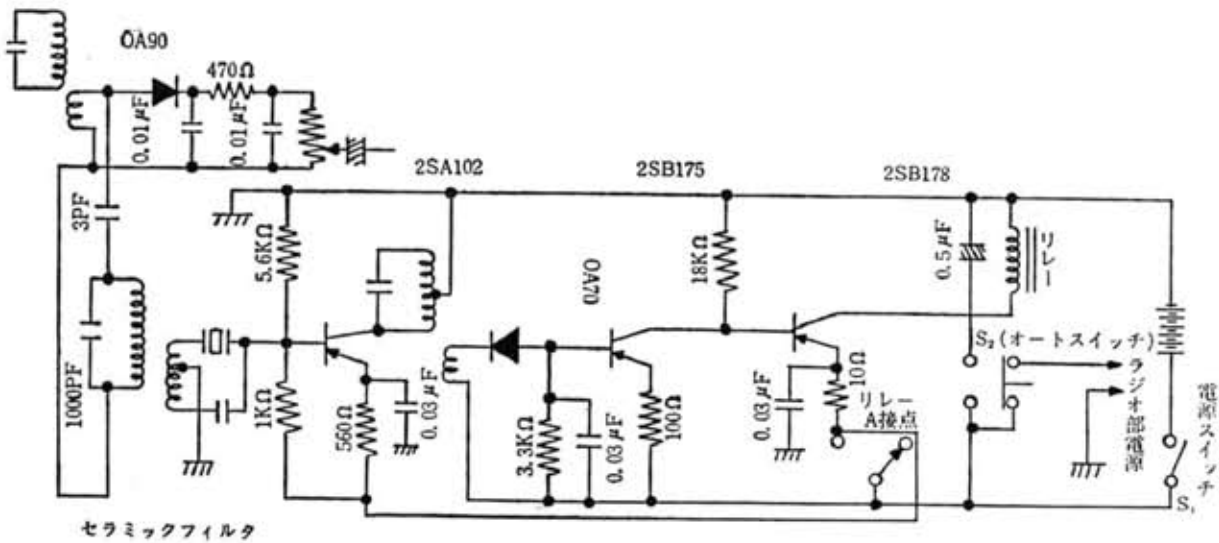 OA90
470Ω
0.01μF
0.01μF
2SA102
2SB175
2SB178
3PF
5.6KΩ
18KΩ
0.5μF
リレー
OA70
S₂(オートスイッチ)
1000PF
1KΩ
560Ω
0.03μF
3.3KΩ
0.03μF
100Ω
0.03μF
10Ω
リレー
A接点
ラジオ部電源
電源スイッチ
S₁
セラミックフィルタ